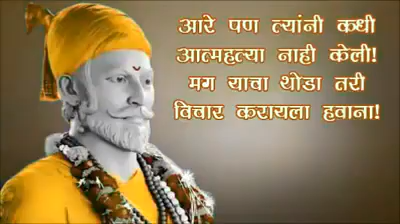 आरे पण त्यांनी कधी
आत्महत्या नाही केली!
मग याचा थोडा तरी
विचार करायला हवाना!